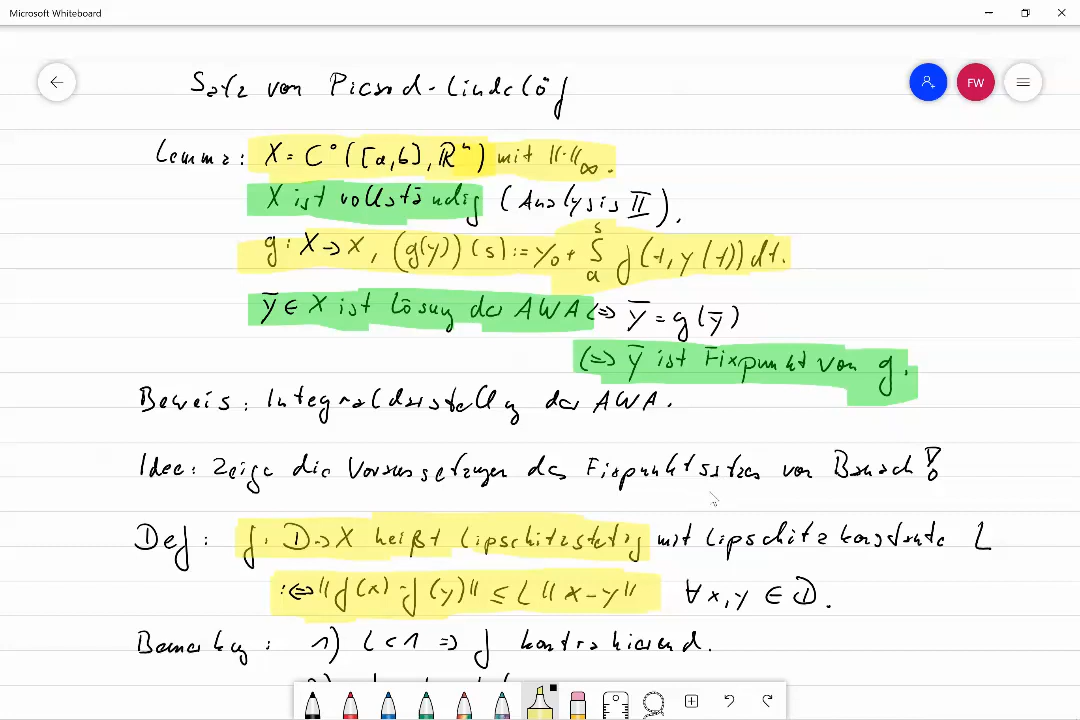 Microsoft Whiteboard
FW
Satz von Picard-Lindelöf
Lemma: X = C⁰([a,b], ℝⁿ) mit ||·||∞.
X ist vollständig (Analysis II).
g: X → X, (g(y))(s) := y₀ + ∫ₐˢ f(t, y(t)) dt.
ȳ ∈ X ist Lösung der AWA <=> ȳ = g(ȳ)
<=> ȳ ist Fixpunkt von g.
Beweis: Integraldarstellung der AWA.
Idee: Zeige die Voraussetzungen des Fixpunktsatzes von Banach!
Def: f: D → X heißt Lipschitzstetig mit Lipschitzkonstante L
:<=> ||f(x) - f(y)|| ≤ L ||x - y|| ∀ x, y ∈ D.
Bemerkung: 1) L < 1 => f kontrahierend.